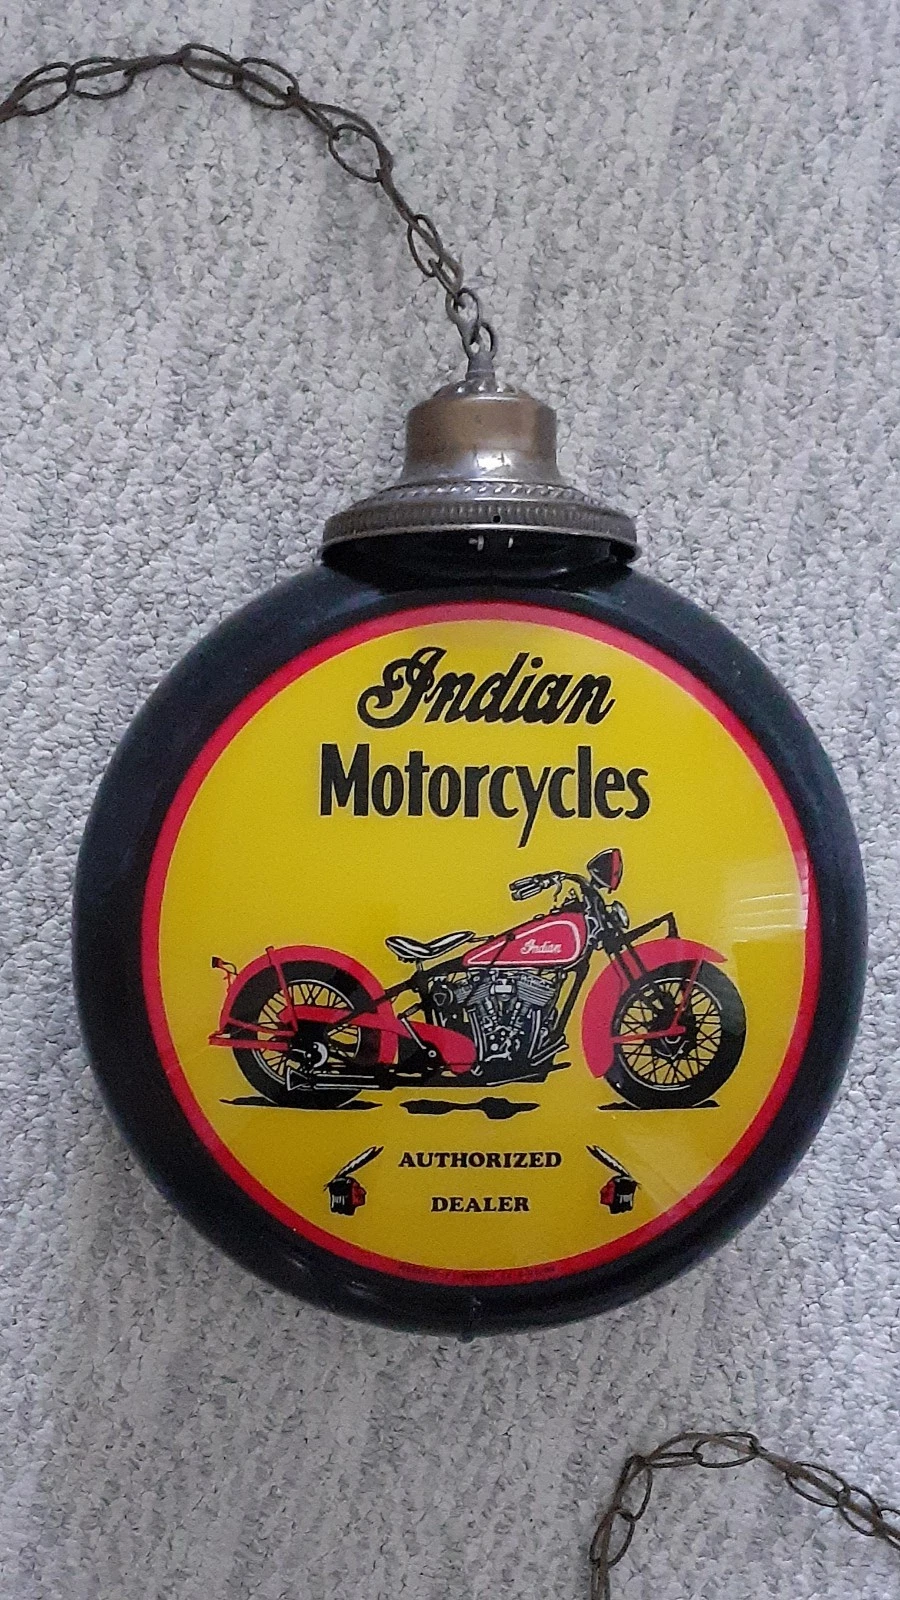 Indian
Motorcycles
Indian
AUTHORIZED
DEALER